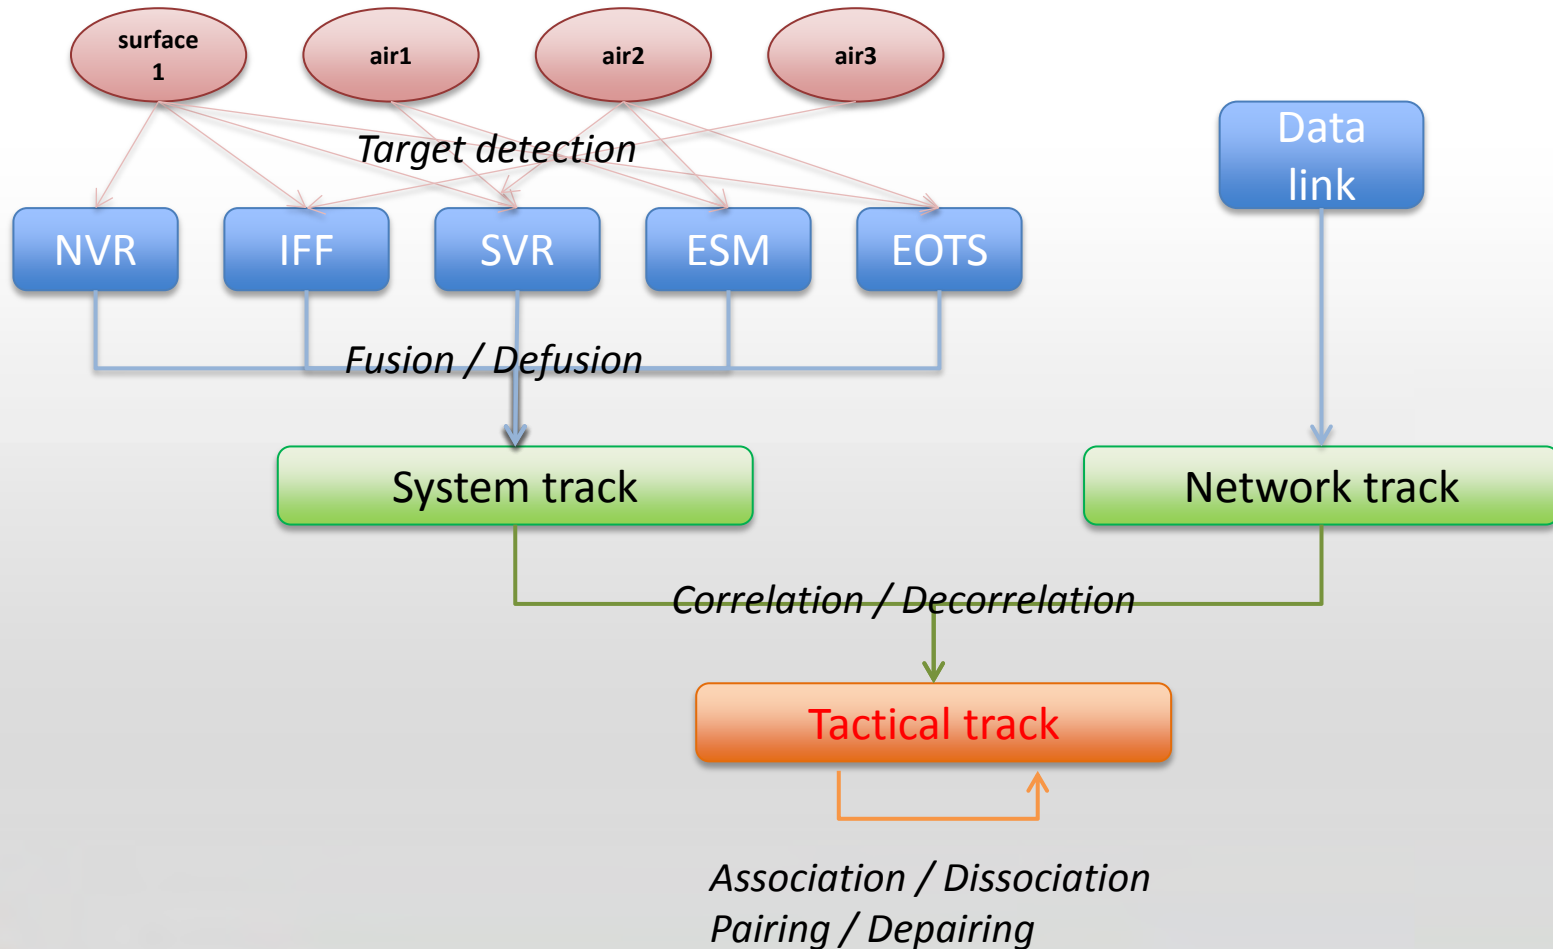 surface
1
air1
air2
air3
Target detection
Data
link
NVR
IFF
SVR
ESM
EOTS
Fusion / Defusion
System track
Network track
Correlation / Decorrelation
Tactical track
Association / Dissociation
Pairing / Depairing